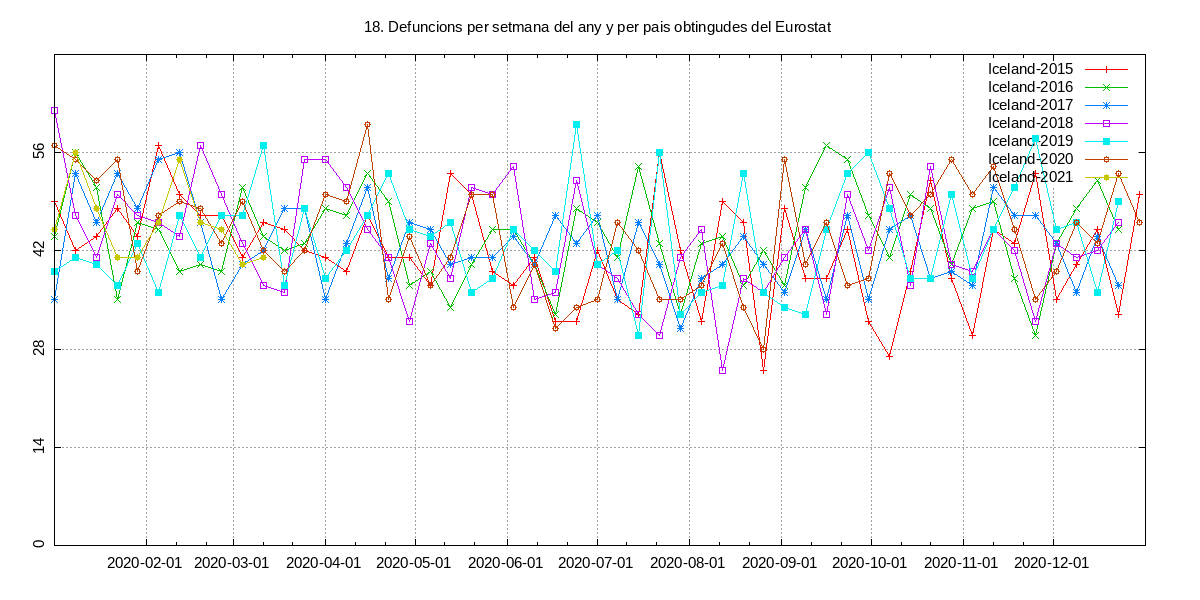 18. Defuncions per setmana del any y per pais obtingudes del Eurostat
Iceland-2015
Iceland-2016
Iceland-2017
Iceland-2018
Iceland-2019
Iceland-2020
Iceland-2021
56
42
28
14
0
2020-02-01
2020-03-01
2020-04-01
2020-05-01
2020-06-01
2020-07-01
2020-08-01
2020-09-01
2020-10-01
2020-11-01
2020-12-01